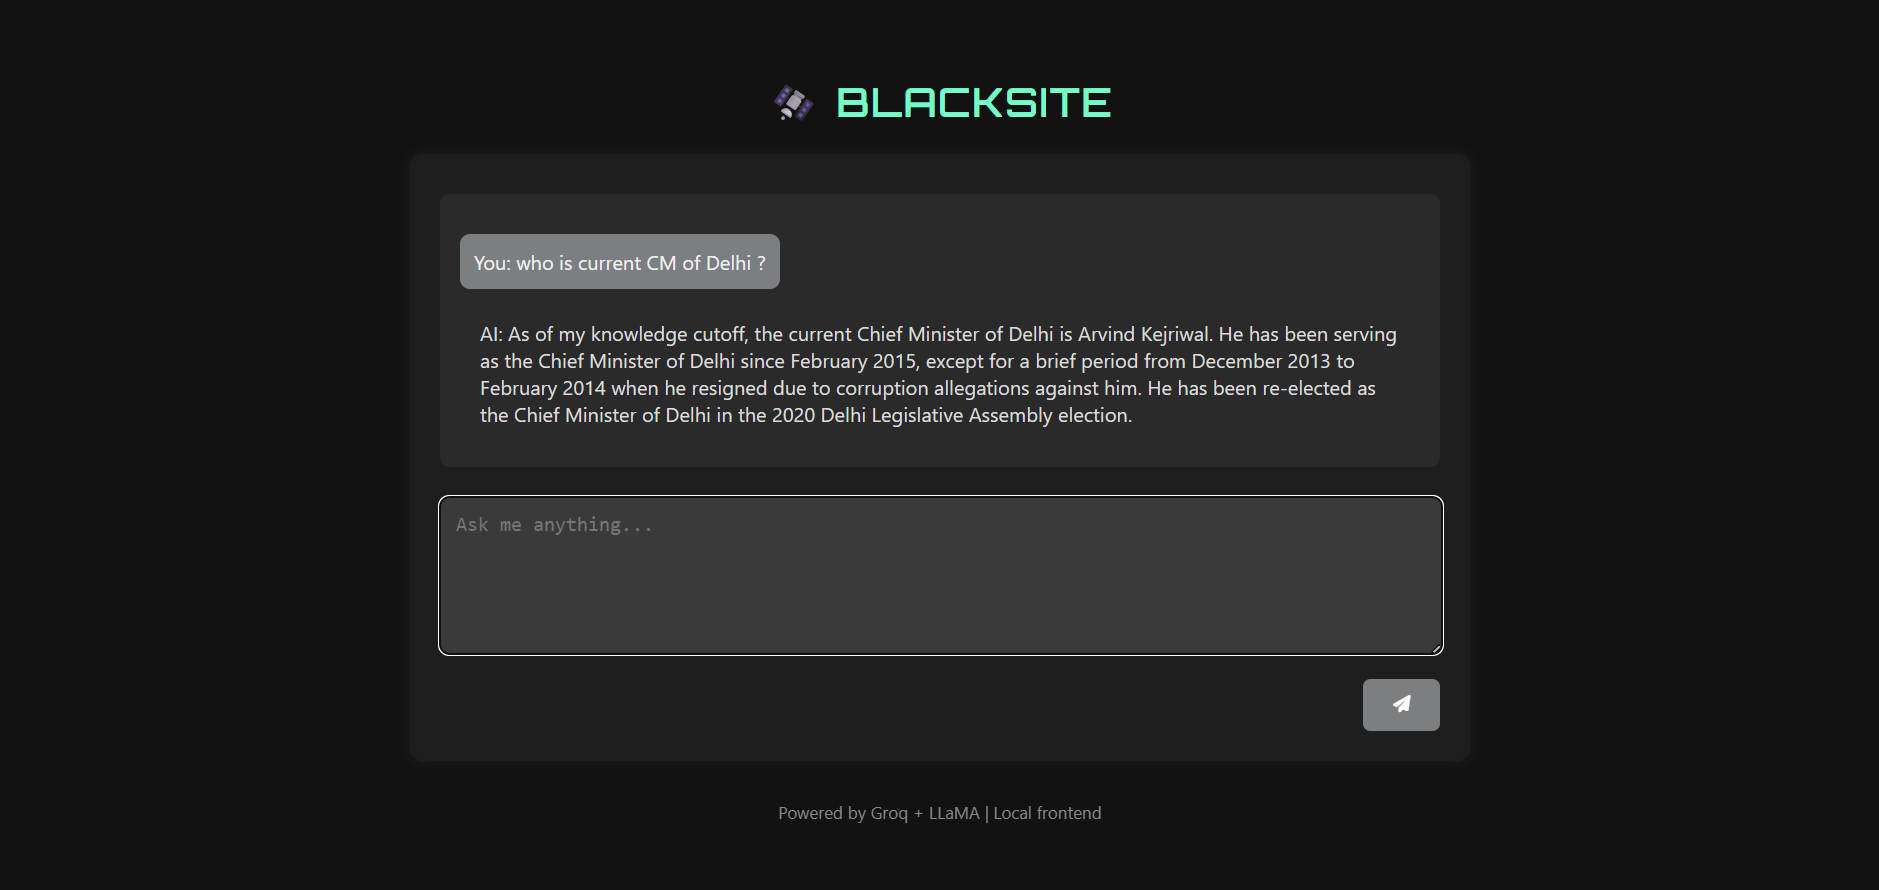 BLACKSITE
You: who is current CM of Delhi ?
AI: As of my knowledge cutoff, the current Chief Minister of Delhi is Arvind Kejriwal. He has been serving
as the Chief Minister of Delhi since February 2015, except for a brief period from December 2013 to
February 2014 when he resigned due to corruption allegations against him. He has been re-elected as
the Chief Minister of Delhi in the 2020 Delhi Legislative Assembly election.
Ask me anything...
Powered by Groq + LLaMA | Local frontend